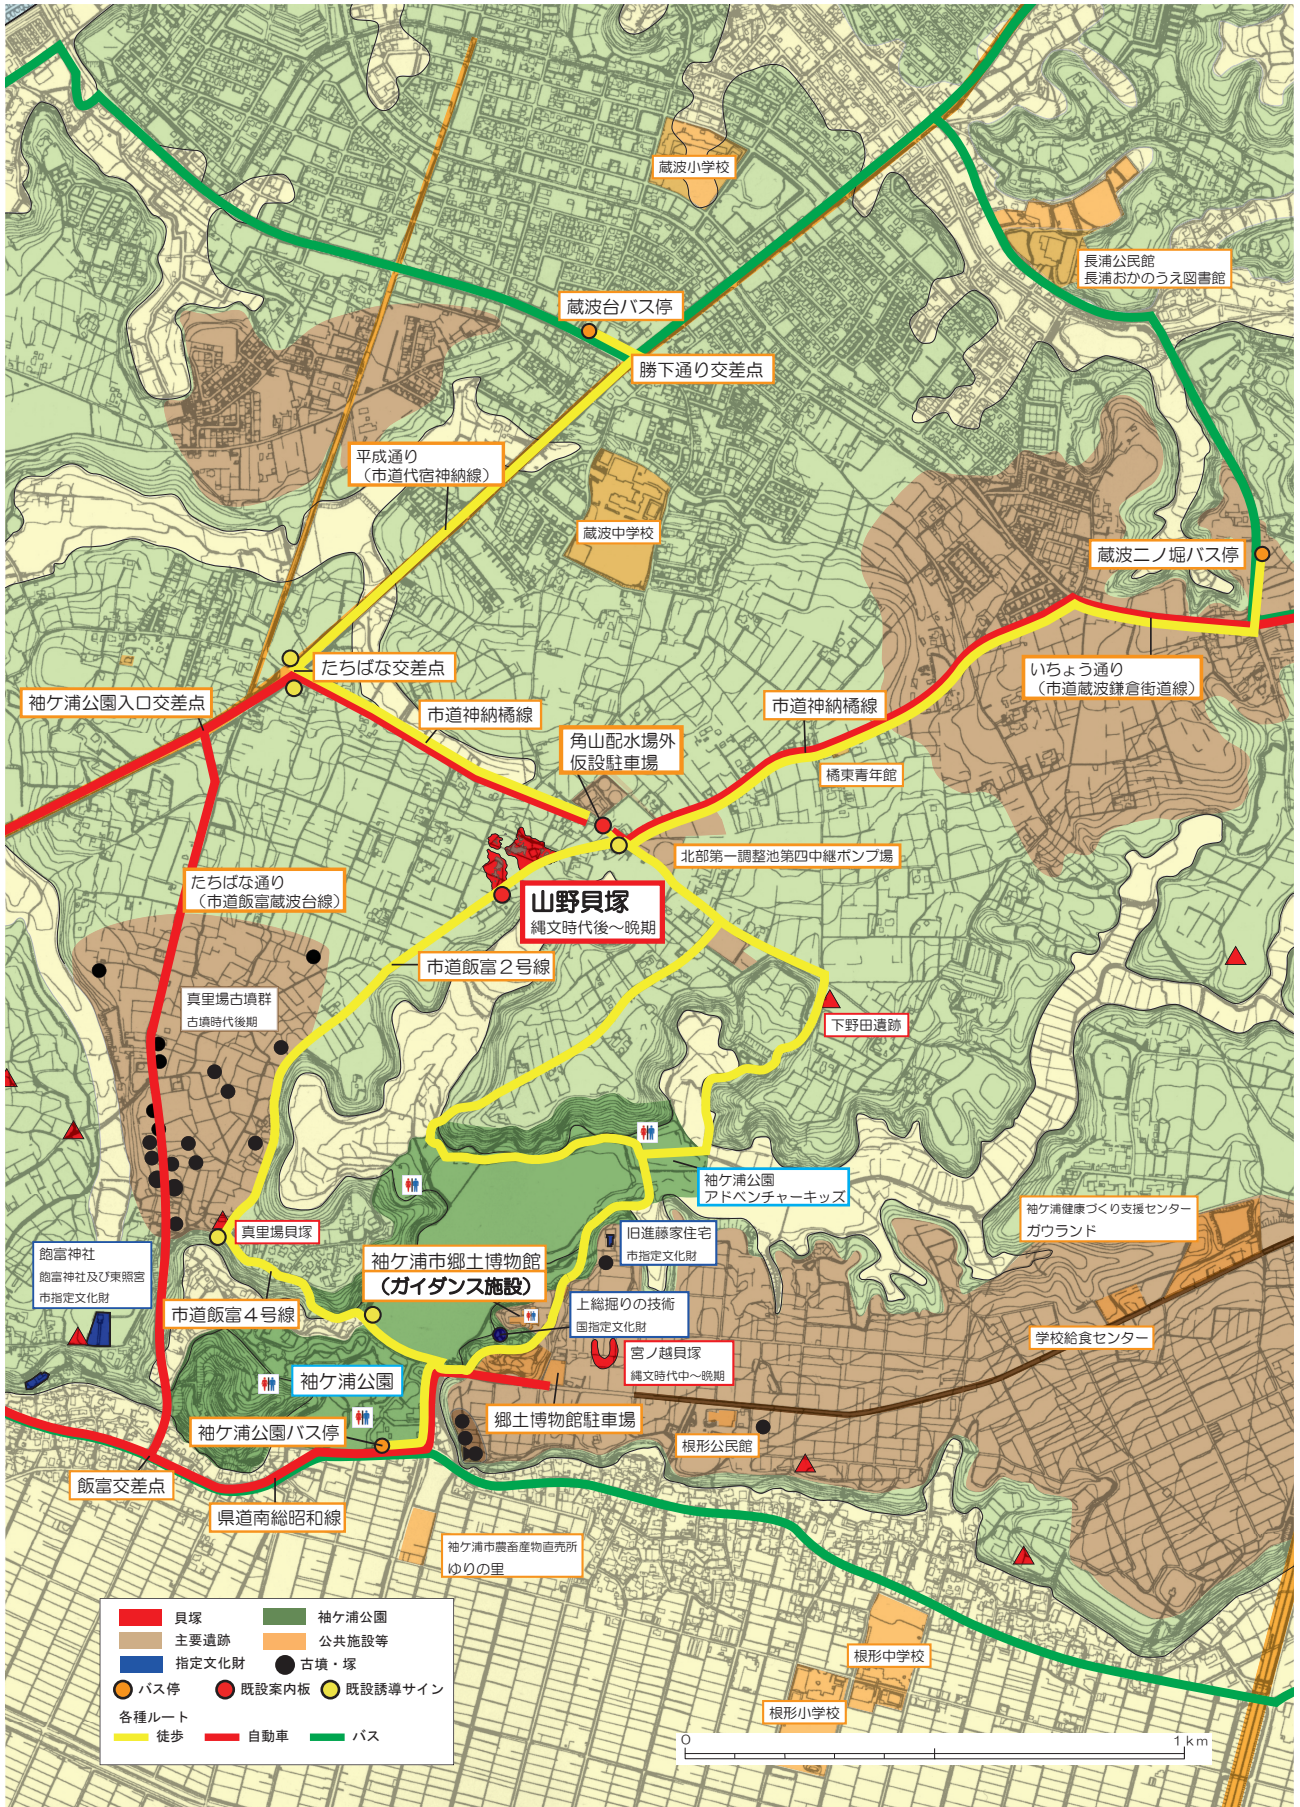 蔵波小学校
長浦公民館
長浦おかのうえ図書館
蔵波台バス停
勝下通り交差点
平成通り
（市道代宿神納線）
蔵波中学校
蔵波二ノ堀バス停
たちばな交差点
いちょう通り
（市道蔵波鎌倉街道線）
袖ケ浦公園入口交差点
市道神納橘線
市道神納橘線
角山配水場外
仮設駐車場
橘東青年館
北部第一調整池第四中継ポンプ場
たちばな通り
（市道飯富蔵波台線）
山野貝塚
縄文時代後～晩期
市道飯富２号線
真里場古墳群
古墳時代後期
下野田遺跡
袖ケ浦公園
アドベンチャーキッズ
袖ケ浦健康づくり支援センター
ガウランド
真里場貝塚
旧進藤家住宅
市指定文化財
飽富神社
飽富神社及び東照宮
市指定文化財
袖ケ浦市郷土博物館
（ガイダンス施設）
市道飯富４号線
上総掘りの技術
国指定文化財
学校給食センター
宮ノ越貝塚
縄文時代中～晩期
袖ケ浦公園
郷土博物館駐車場
袖ケ浦公園バス停
根形公民館
飯富交差点
県道南総昭和線
袖ケ浦市農畜産物直売所
ゆりの里
貝塚
袖ケ浦公園
主要遺跡
公共施設等
指定文化財
古墳・塚
バス停
既設案内板
既設誘導サイン
各種ルート
徒歩
自動車
バス
根形中学校
根形小学校
0
1km